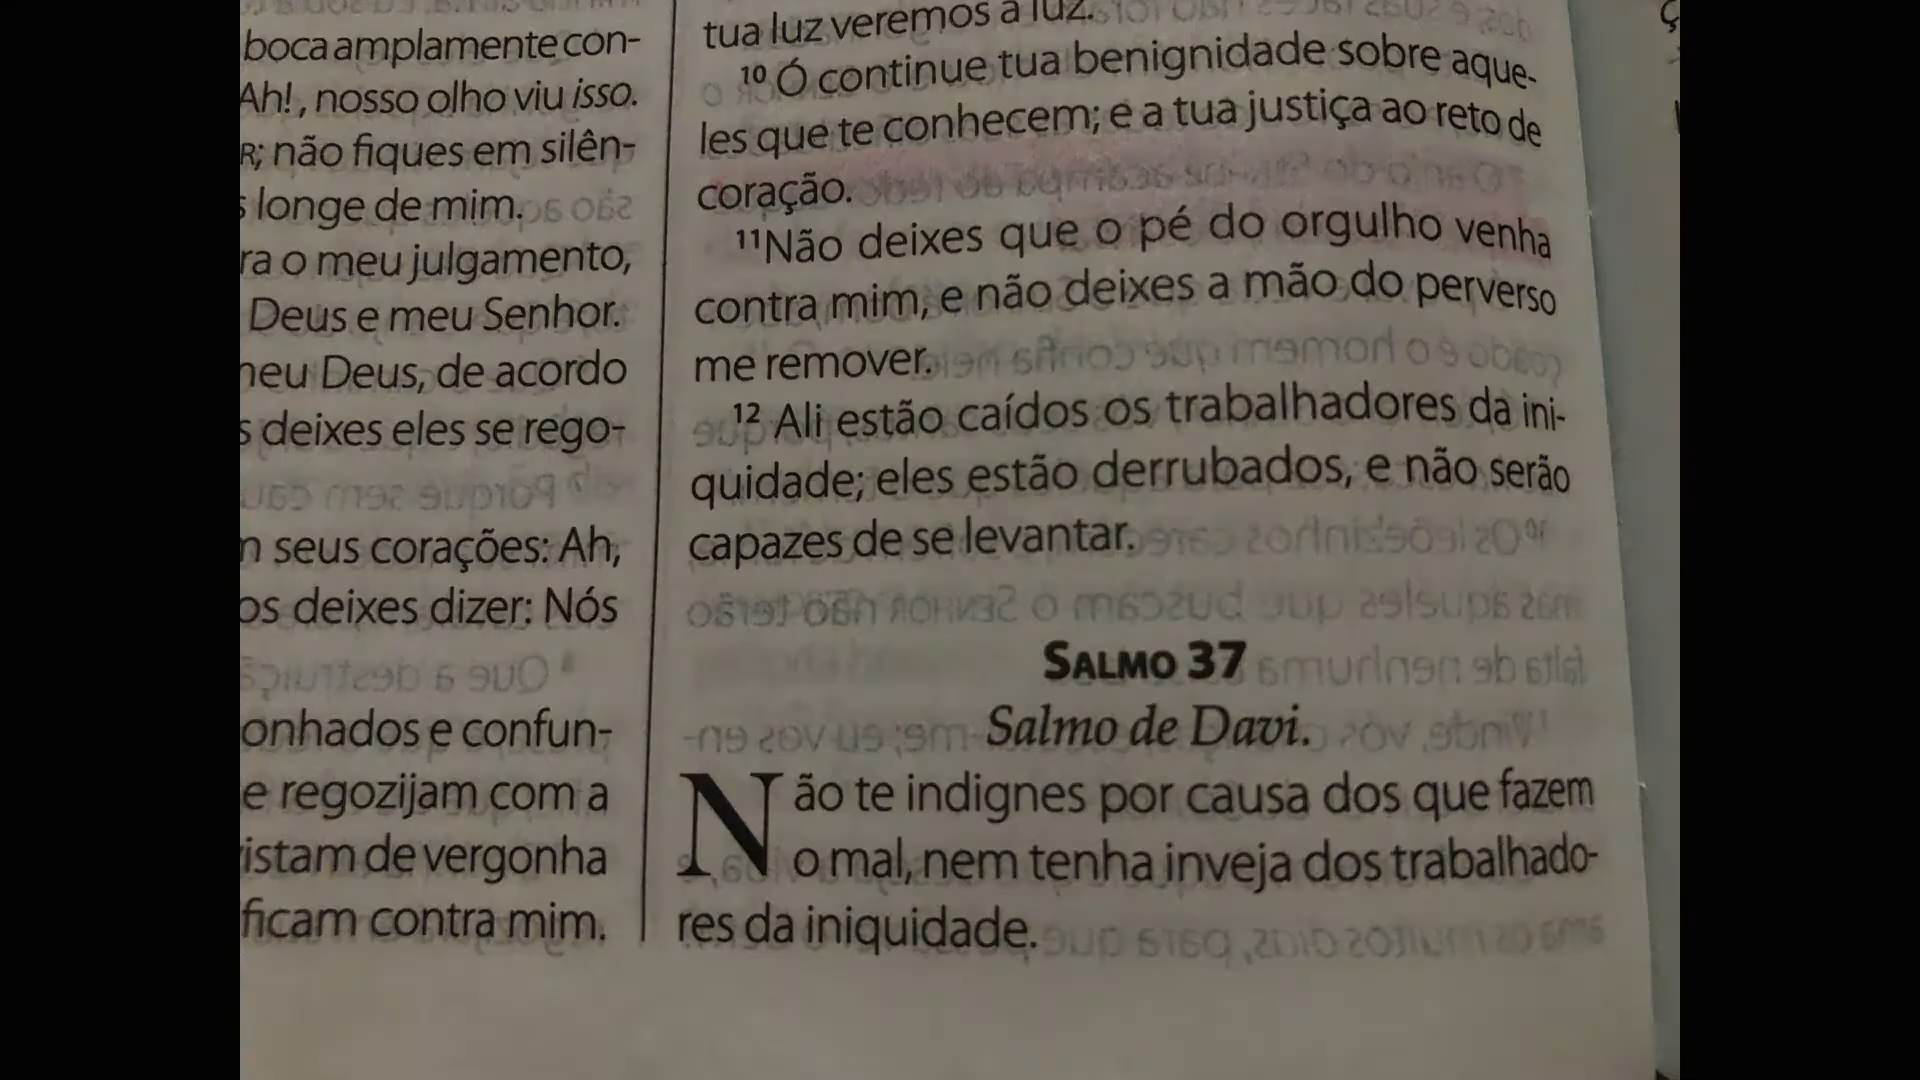 boca amplamente con-
Ah!, nosso olho viu isso.
R; não fiques em silên-
s longe de mim.
ra o meu julgamento,
Deus e meu Senhor.
neu Deus, de acordo
s deixes eles se rego-
m seus corações: Ah,
os deixes dizer: Nós
onhados e confun-
e regozijam com a
istam de vergonha
ficam contra mim.
tua luz veremos a luz.
¹⁰ Ó continue tua benignidade sobre aque-
les que te conhecem; e a tua justiça ao reto de
coração.
¹¹Não deixes que o pé do orgulho venha
contra mim, e não deixes a mão do perverso
me remover.
¹² Ali estão caídos os trabalhadores da ini-
quidade; eles estão derrubados, e não serão
capazes de se levantar.
SALMO 37
Salmo de Davi.
Não te indignes por causa dos que fazem
o mal, nem tenha inveja dos trabalhado-
res da iniquidade.